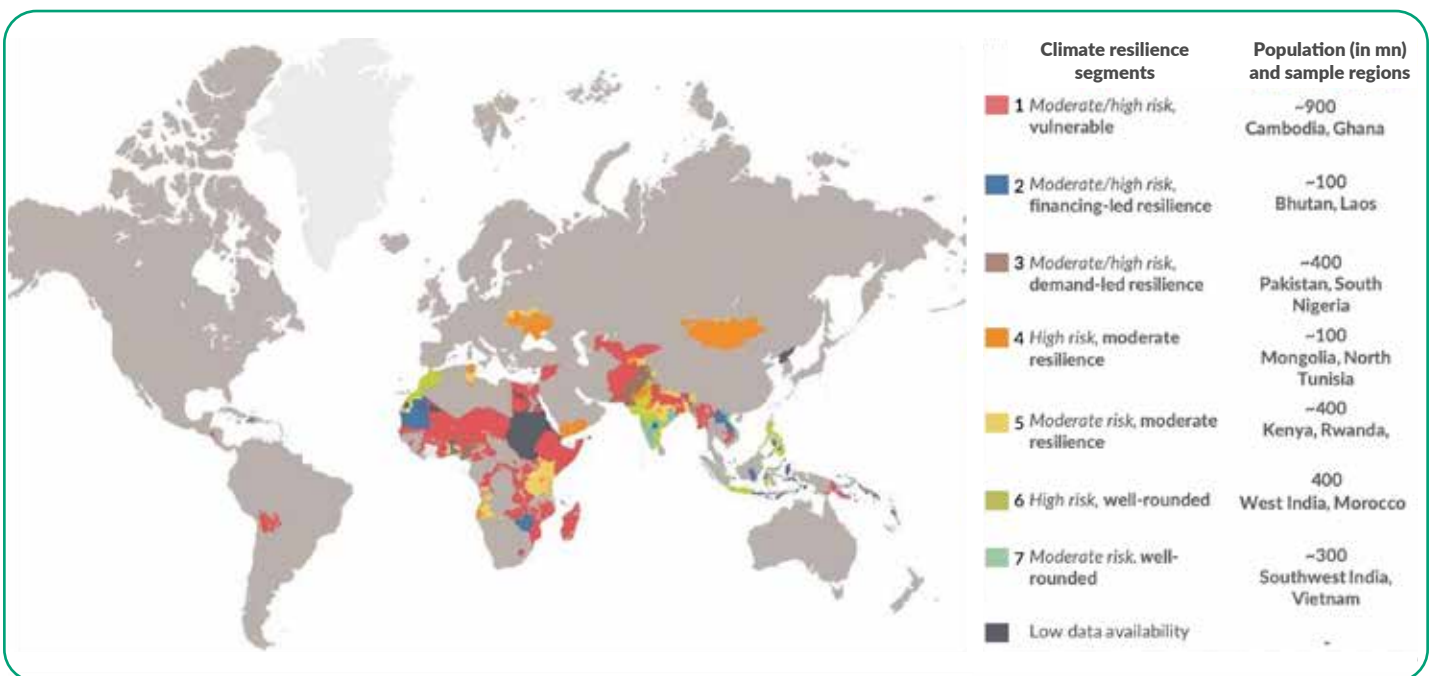 Climate resilience segments
Population (in mn) and sample regions
1 Moderate/high risk,
vulnerable
~900
Cambodia, Ghana
2 Moderate/high risk,
financing-led resilience
~100
Bhutan, Laos
3 Moderate/high risk,
demand-led resilience
~400
Pakistan, South
Nigeria
4 High risk, moderate
resilience
~100
Mongolia, North
Tunisia
5 Moderate risk, moderate
resilience
~400
Kenya, Rwanda,
6 High risk, well-rounded
400
West India, Morocco
7 Moderate risk, well-
rounded
~300
Southwest India,
Vietnam
Low data availability
-